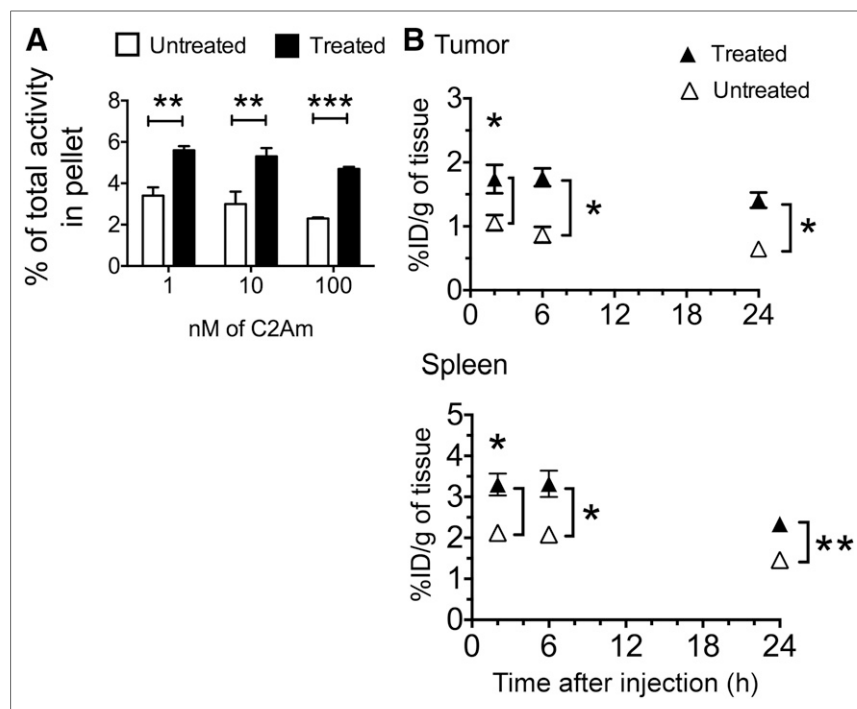 A
Untreated
Treated
% of total activity
in pellet
8
6
4
2
0
** ** ***
1 10 100
nM of C2Am
B Tumor
Treated
Untreated
%ID/g of tissue
3
2
1
0
*
*
*
0 6 12 18 24
Spleen
%ID/g of tissue
5
4
3
2
1
0
*
*
**
0 6 12 18 24
Time after injection (h)